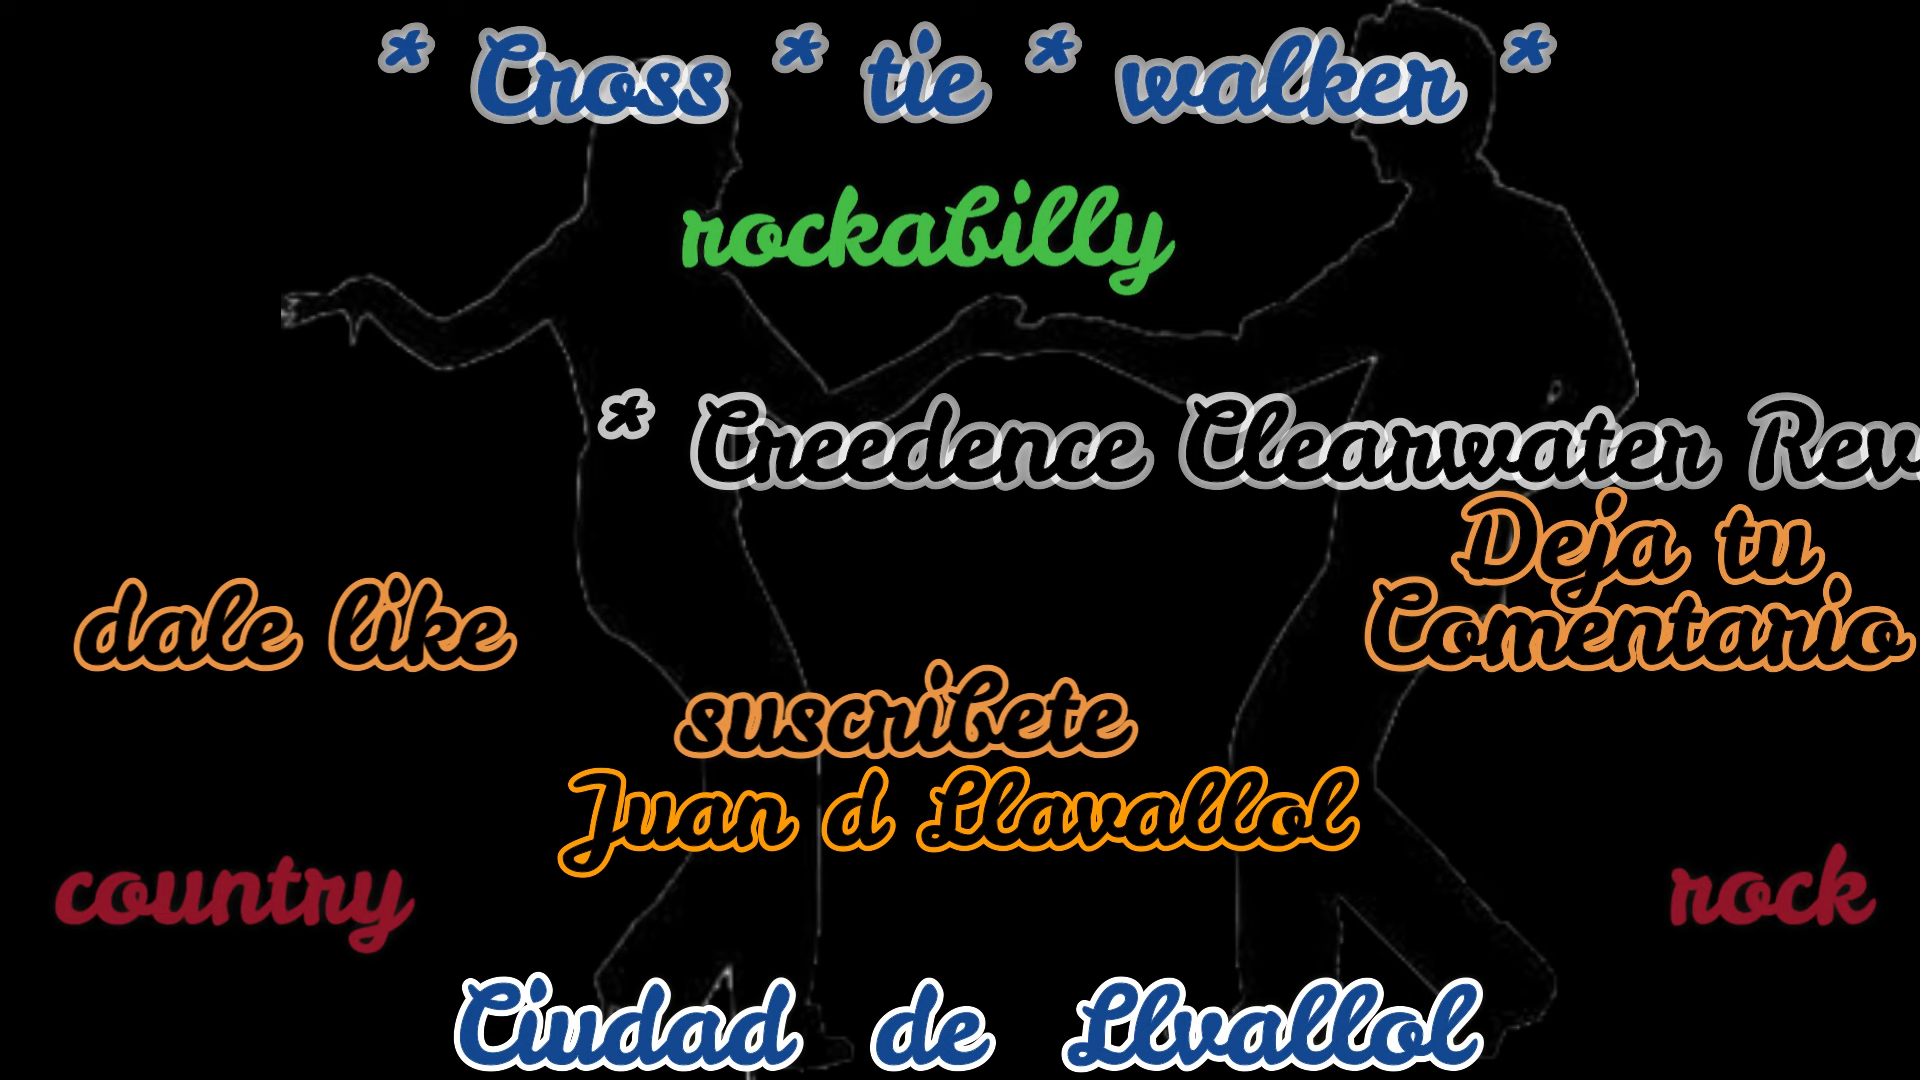 * Cross * tie * walker *
rockabilly
* Creedence Clearwater Rev
Deja tu
Comentario
dale like
suscribete
Juan d Llavallol
country
rock
Ciudad de Llvallol